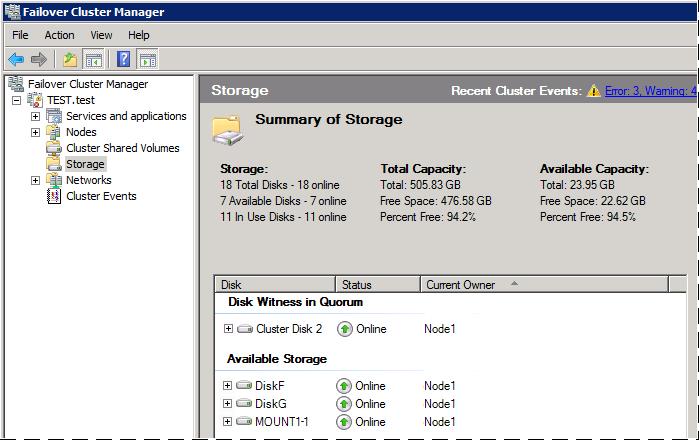 Failover Cluster Manager
File Action View Help
Failover Cluster Manager
TEST.test
Services and applications
Nodes
Cluster Shared Volumes
Storage
Networks
Cluster Events
Storage Recent Cluster Events: Error: 3, Warning: 4
Summary of Storage
Storage: Total Capacity: Available Capacity:
18 Total Disks - 18 online Total: 505.83 GB Total: 23.95 GB
7 Available Disks - 7 online Free Space: 476.58 GB Free Space: 22.62 GB
11 In Use Disks - 11 online Percent Free: 94.2% Percent Free: 94.5%
Disk Status Current Owner
Disk Witness in Quorum
Cluster Disk 2 Online Node1
Available Storage
DiskF Online Node1
DiskG Online Node1
MOUNT1-1 Online Node1